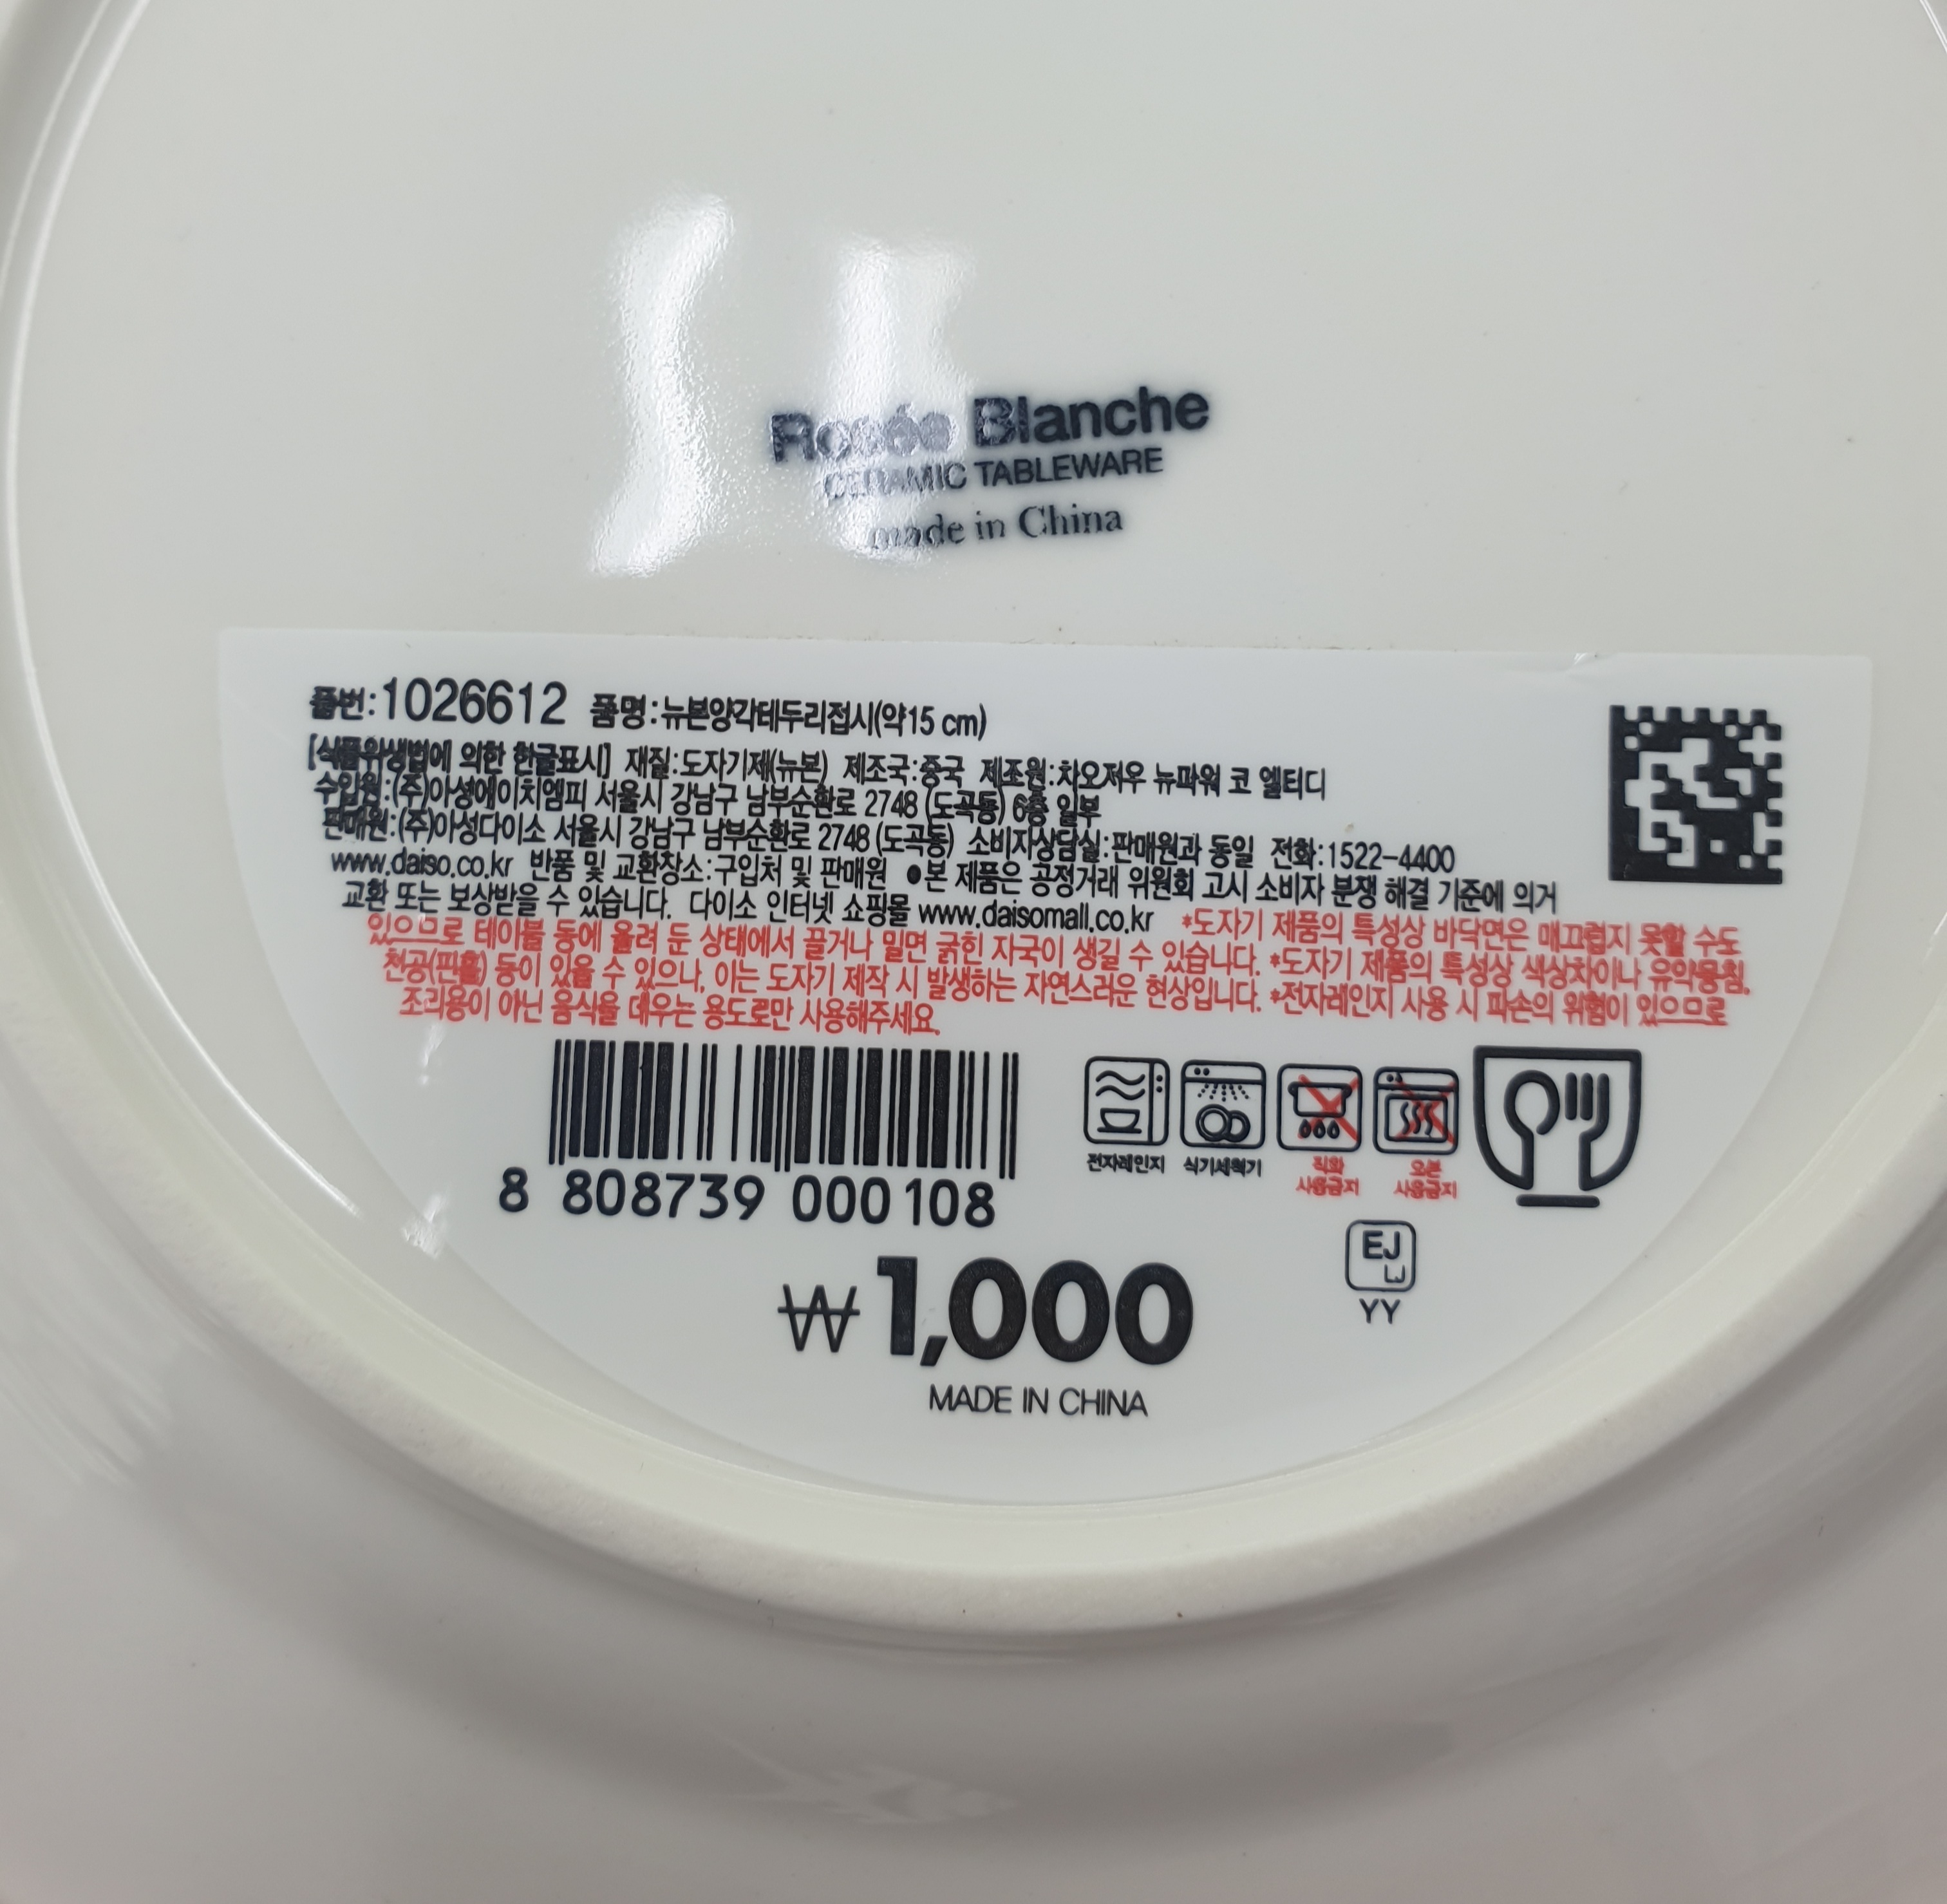 Rosée Blanche
CERAMIC TABLEWARE
made in China
품번:1026612 품명:뉴본양각테두리접시(약15 cm)
[식품위생법에 의한 한글표시] 재질:도자기제(뉴본) 제조국:중국 제조원:차오저우 뉴파워 코 엘티디
수입원:(주)아성에이치엠피 서울시 강남구 남부순환로 2748 (도곡동) 6층 일부
판매원:(주)아성다이소 서울시 강남구 남부순환로 2748 (도곡동) 소비자상담실:판매원과 동일 전화:1522-4400
www.daiso.co.kr 반품 및 교환장소:구입처 및 판매원 ●본 제품은 공정거래 위원회 고시 소비자 분쟁 해결 기준에 의거
교환 또는 보상받을 수 있습니다. 다이소 인터넷 쇼핑몰 www.daisomall.co.kr *도자기 제품의 특성상 바닥면은 매끄럽지 못할 수도
있으므로 테이블 등에 올려 둔 상태에서 끌거나 밀면 긁힌 자국이 생길 수 있습니다. *도자기 제품의 특성상 색상차이나 유약뭉침,
천공(핀홀) 등이 있을 수 있으나, 이는 도자기 제작 시 발생하는 자연스러운 현상입니다. *전자레인지 사용 시 파손의 위험이 있으므로
조리용이 아닌 음식을 데우는 용도로만 사용해주세요.
전자레인지 식기세척기 직화 사용금지 오븐 사용금지
8 808739 000108
EJ
YY
₩1,000
MADE IN CHINA